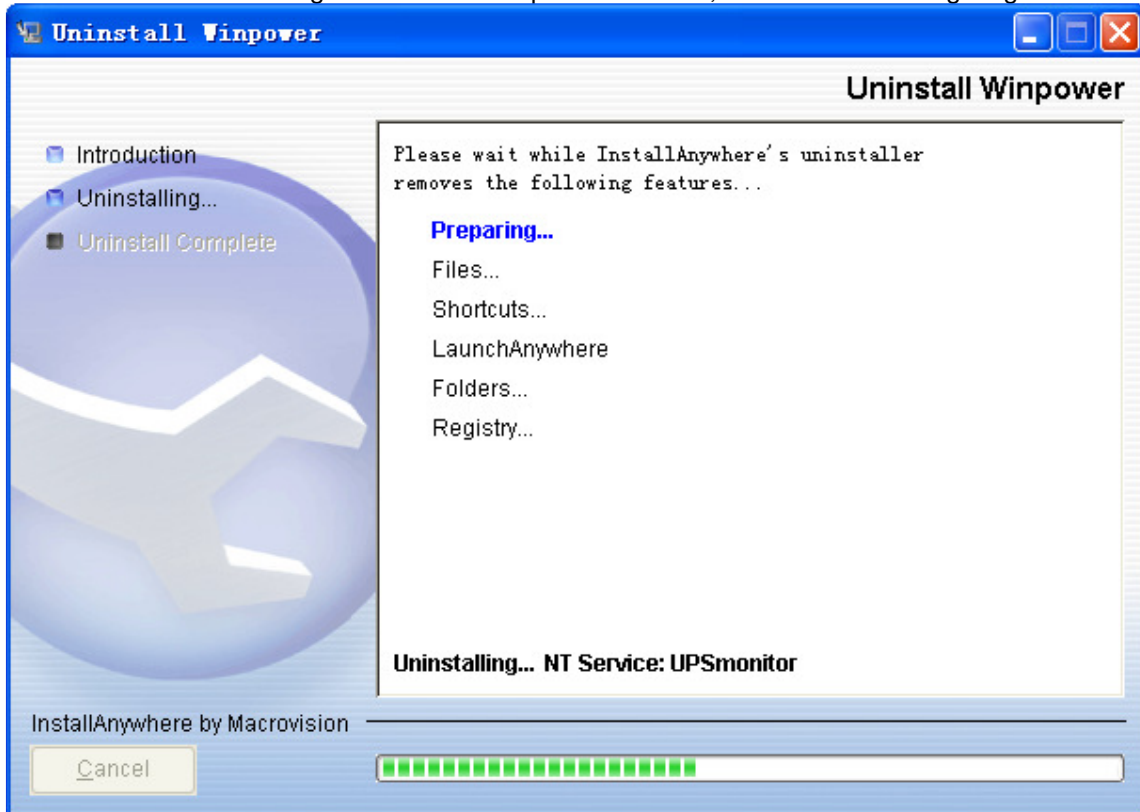 Uninstall Winpower
Uninstall Winpower
Introduction
Uninstalling...
Uninstall Complete
Please wait while InstallAnywhere's uninstaller
removes the following features...
Preparing...
Files...
Shortcuts...
LaunchAnywhere
Folders...
Registry...
Uninstalling... NT Service: UPSmonitor
InstallAnywhere by Macrovision
Cancel